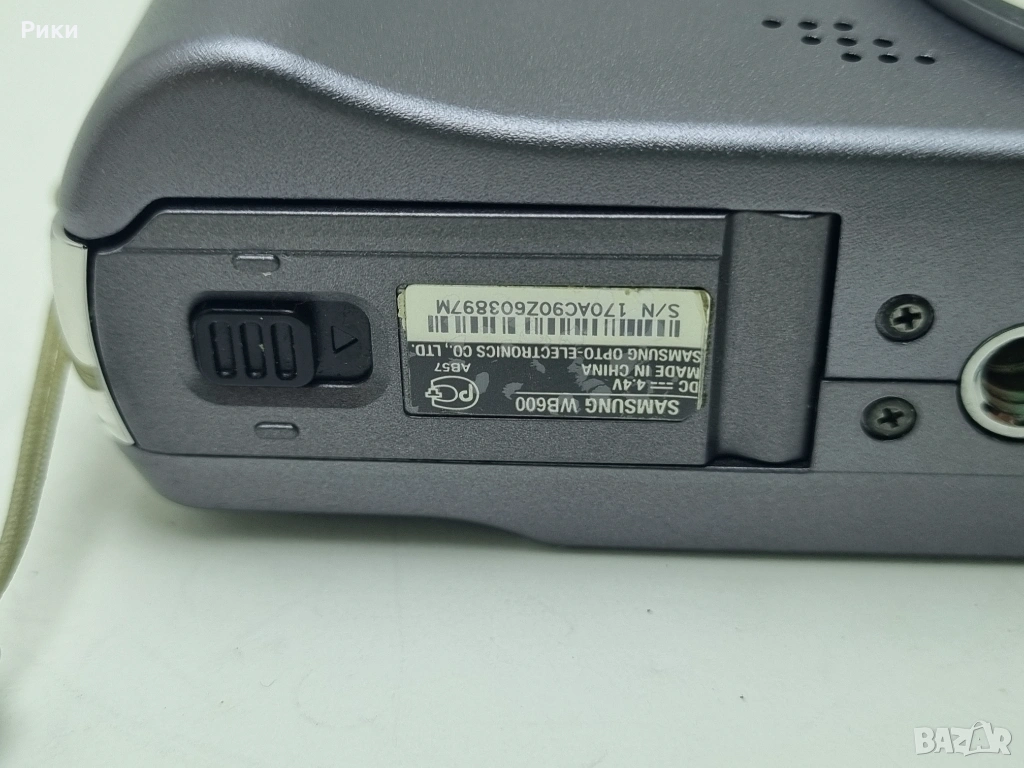 Рики
SAMSUNG WB600
DC ⎓ 4.4V
MADE IN CHINA
AB57
SAMSUNG OPTO-ELECTRONICS CO., LTD.
S/N 170AC90Z603897M
BAZAR